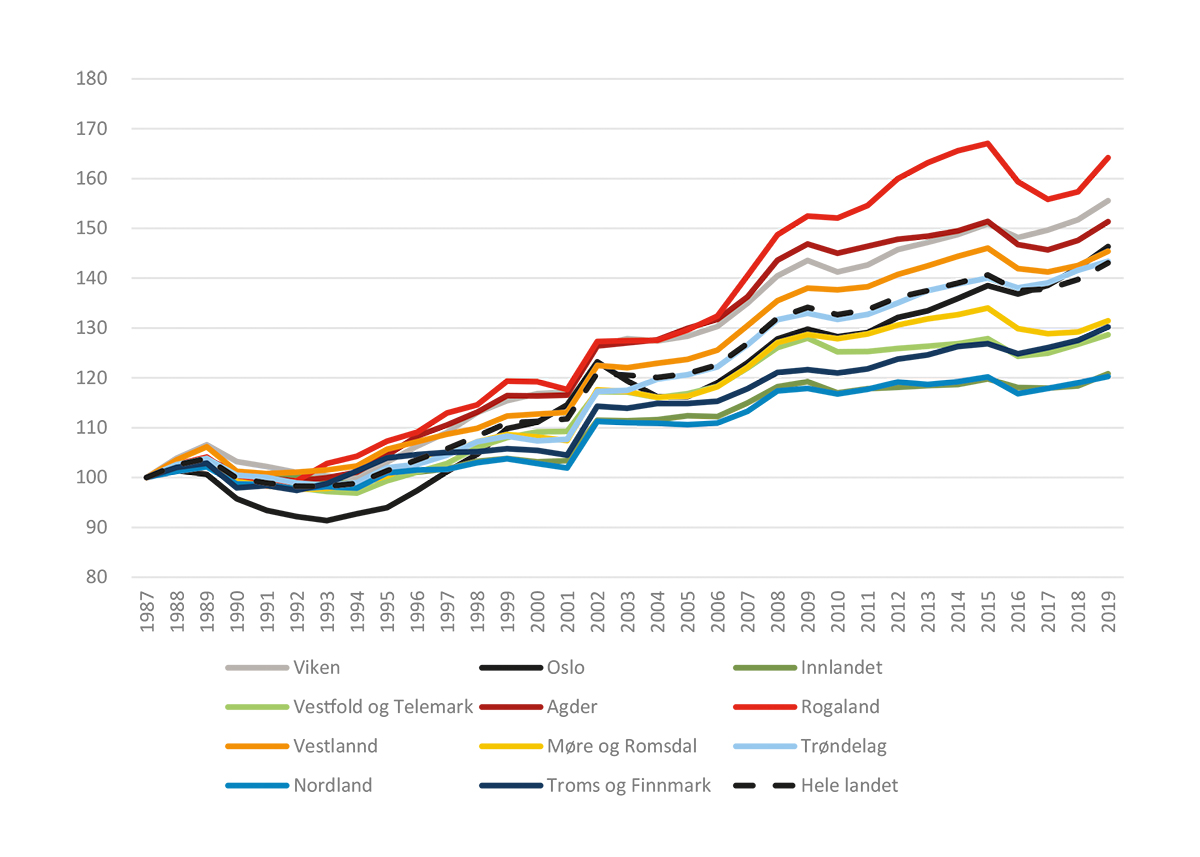 180
170
160
150
140
130
120
110
100
90
80
1987 1988 1989 1990 1991 1992 1993 1994 1995 1996 1997 1998 1999 2000 2001 2002 2003 2004 2005 2006 2007 2008 2009 2010 2011 2012 2013 2014 2015 2016 2017 2018 2019
Viken Oslo Innlandet
Vestfold og Telemark Agder Rogaland
Vestlannd Møre og Romsdal Trøndelag
Nordland Troms og Finnmark Hele landet